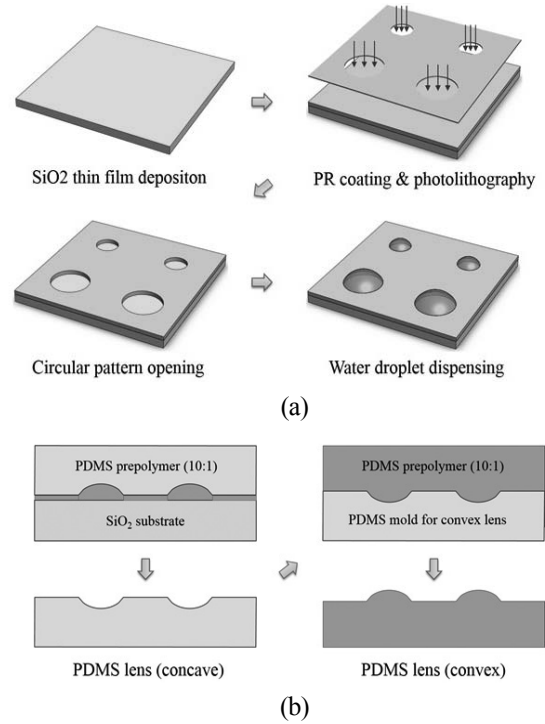 SiO2 thin film depositon
PR coating & photolithography
Circular pattern opening
Water droplet dispensing
(a)
PDMS prepolymer (10:1)
SiO₂ substrate
PDMS prepolymer (10:1)
PDMS mold for convex lens
PDMS lens (concave)
PDMS lens (convex)
(b)